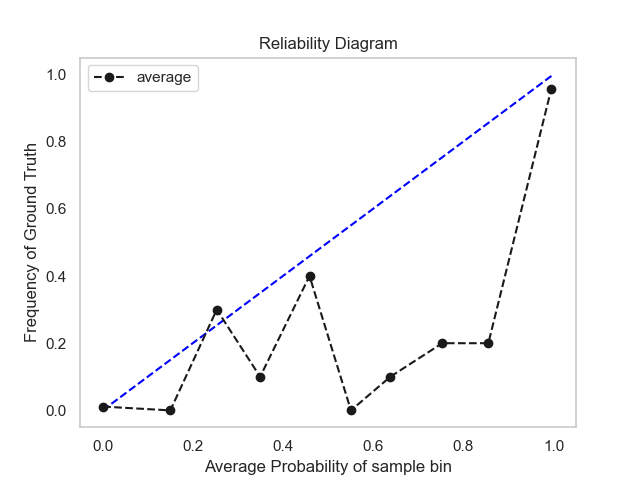 Reliability Diagram
average
Frequency of Ground Truth
1.0
0.8
0.6
0.4
0.2
0.0
0.0 0.2 0.4 0.6 0.8 1.0
Average Probability of sample bin